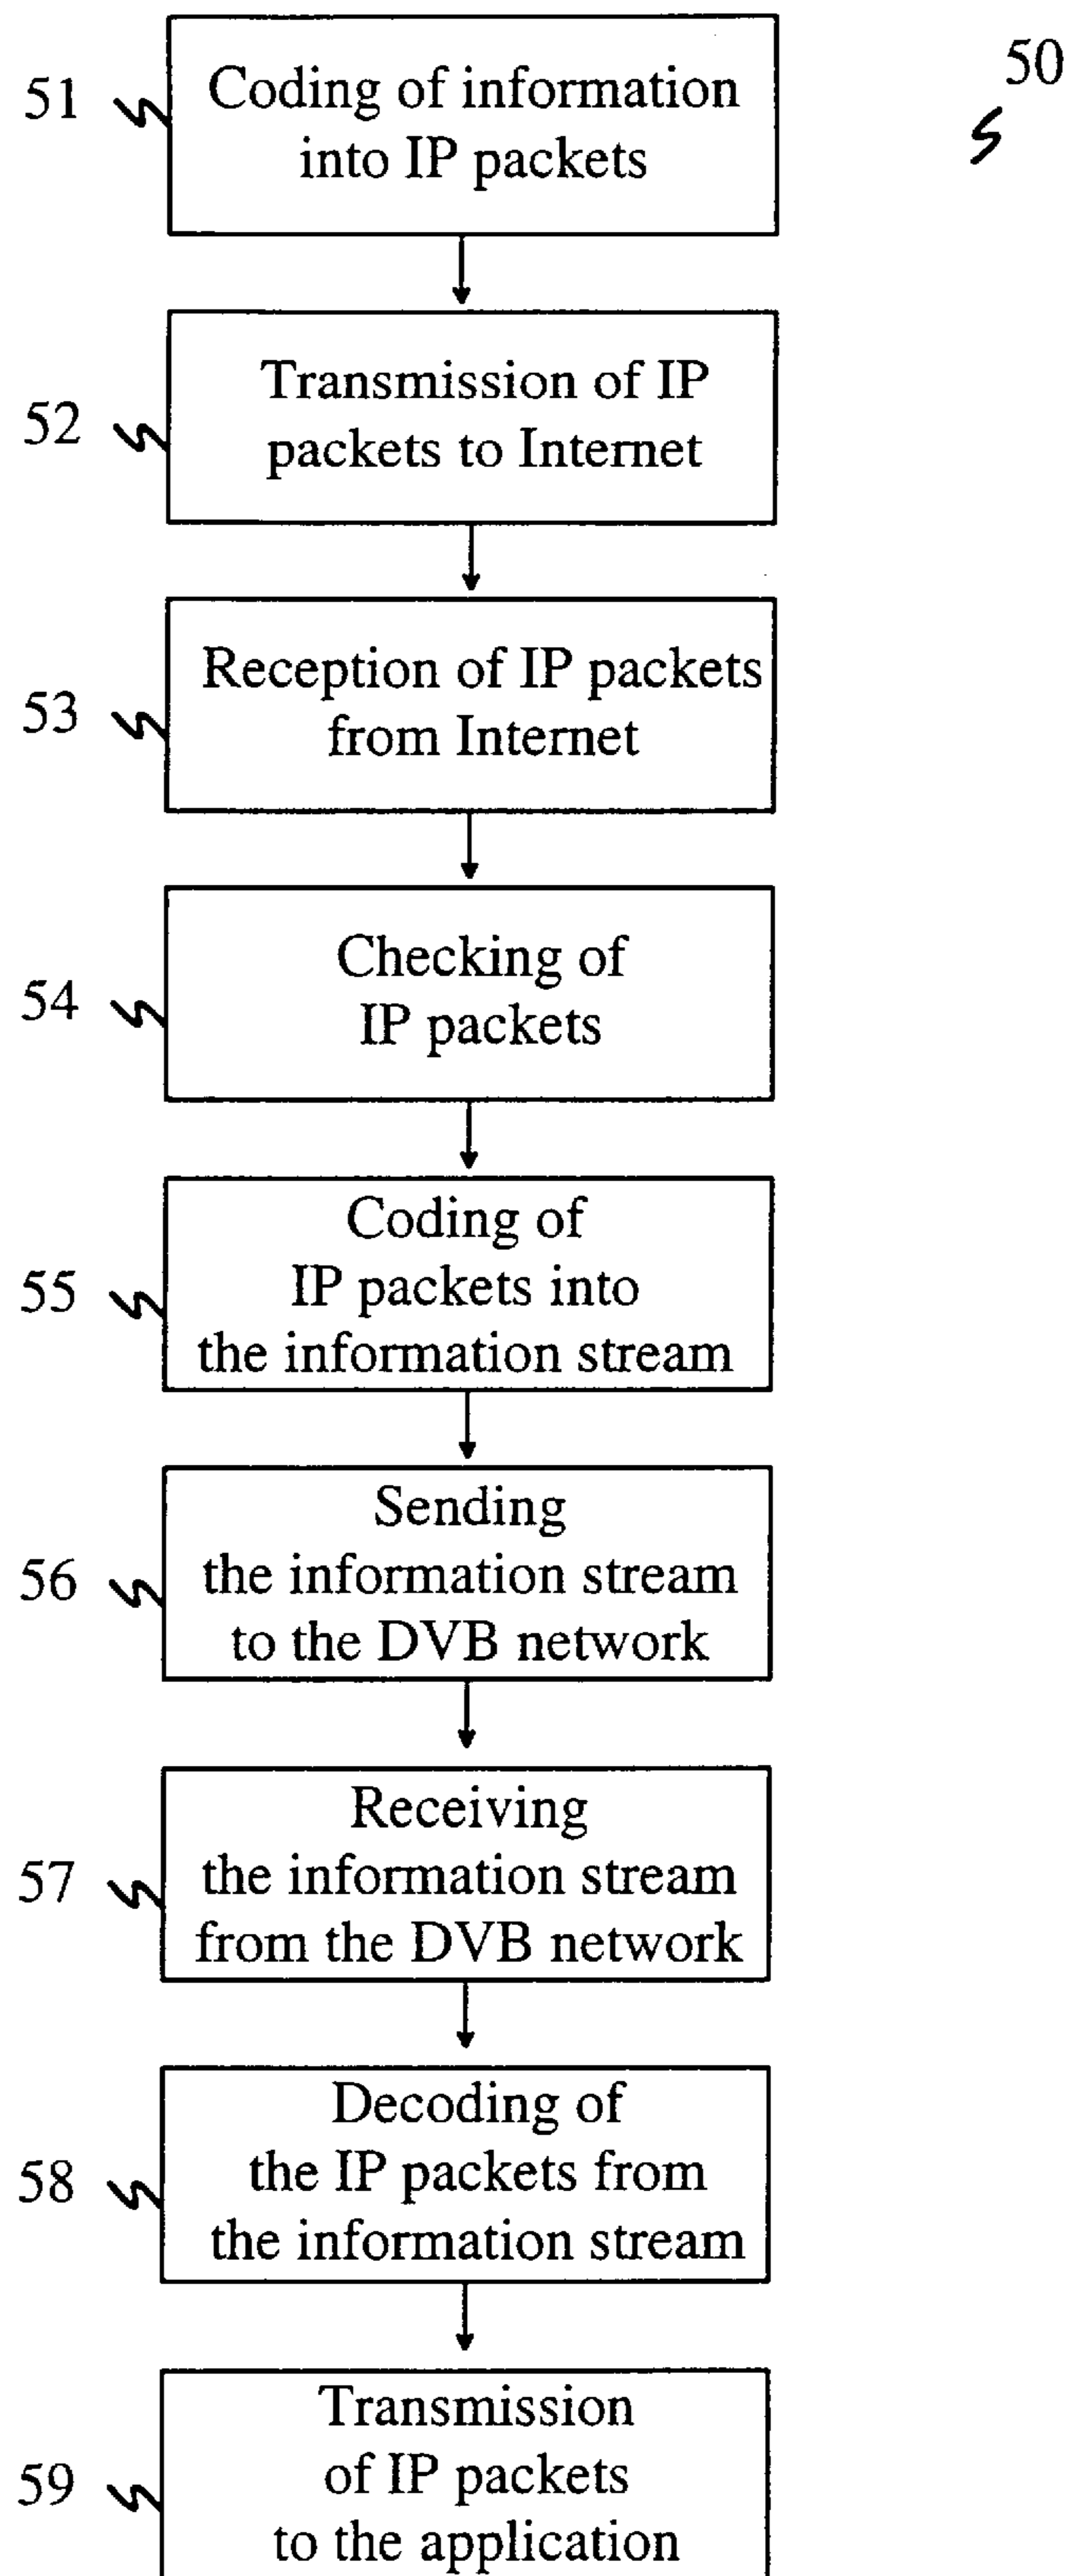 50
51
Coding of information
into IP packets
52
Transmission of IP
packets to Internet
53
Reception of IP packets
from Internet
54
Checking of
IP packets
55
Coding of
IP packets into
the information stream
56
Sending
the information stream
to the DVB network
57
Receiving
the information stream
from the DVB network
58
Decoding of
the IP packets from
the information stream
59
Transmission
of IP packets
to the application